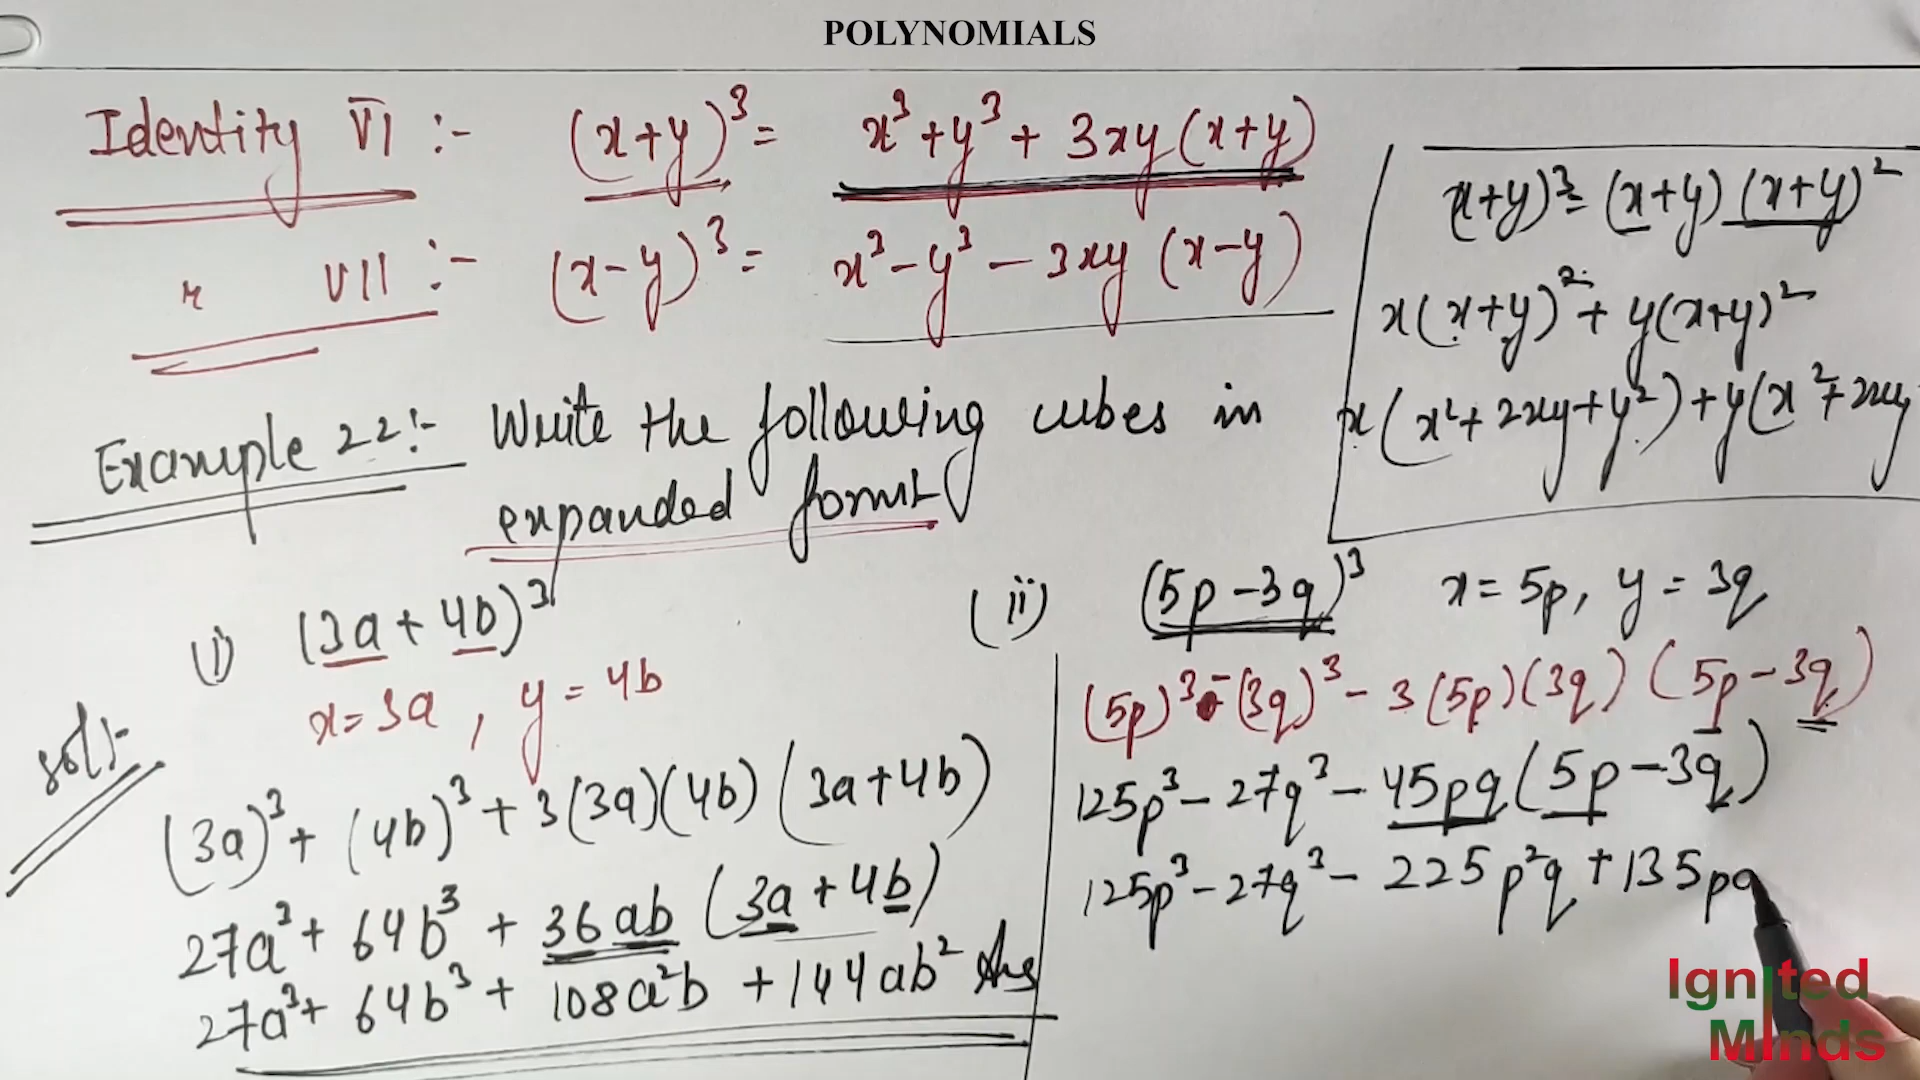 POLYNOMIALS
Identity VI :- (x+y)³ = x³+y³+ 3xy(x+y)
" VII :- (x-y)³ = x³-y³-3xy (x-y)
x+y)³= (x+y) (x+y)²
x(x+y)²+ y(x+y)²
x(x²+2xy+y²)+y(x²+2xy
Example 22:- Write the following cubes in
expanded form
(i) (3a + 4b)³
x=3a , y = 4b
Sol:-
(3a)³+ (4b)³+ 3(3a)(4b) (3a+4b)
27a³+ 64b³ + 36ab (3a+4b)
27a³+ 64b³ + 108a²b + 144ab² Ans
(ii) (5p-3q)³ x= 5p, y = 3q
(5p)³-(3q)³- 3(5p)(3q) (5p-3q)
125p³- 27q³- 45pq(5p-3q)
125p³-27q³- 225p²q +135pq
Ignited
Minds